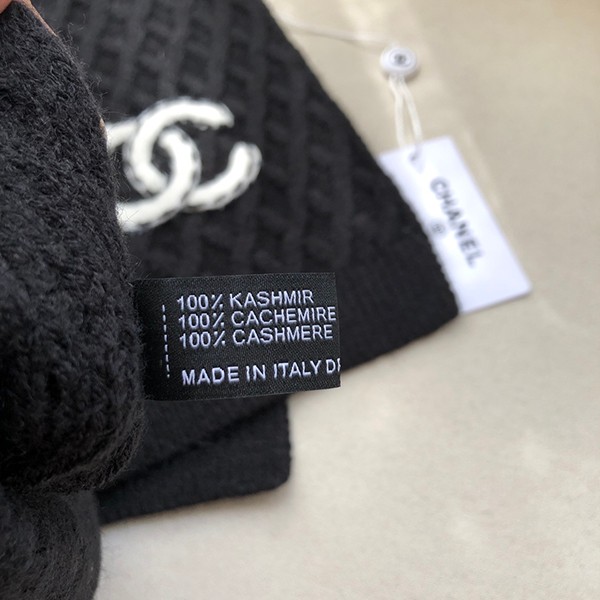 CHANEL
100% KASHMIR
100% CACHEMIRE
100% CASHMERE
MADE IN ITALY